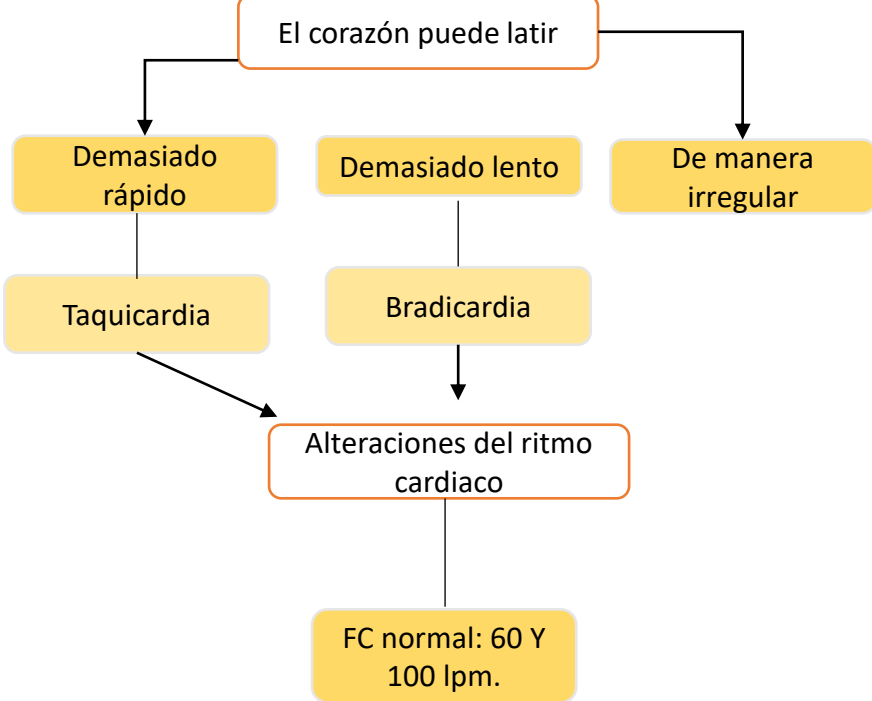 El corazón puede latir
Demasiado
rápido
Demasiado lento
De manera
irregular
Taquicardia
Bradicardia
Alteraciones del ritmo
cardiaco
FC normal: 60 Y
100 lpm.